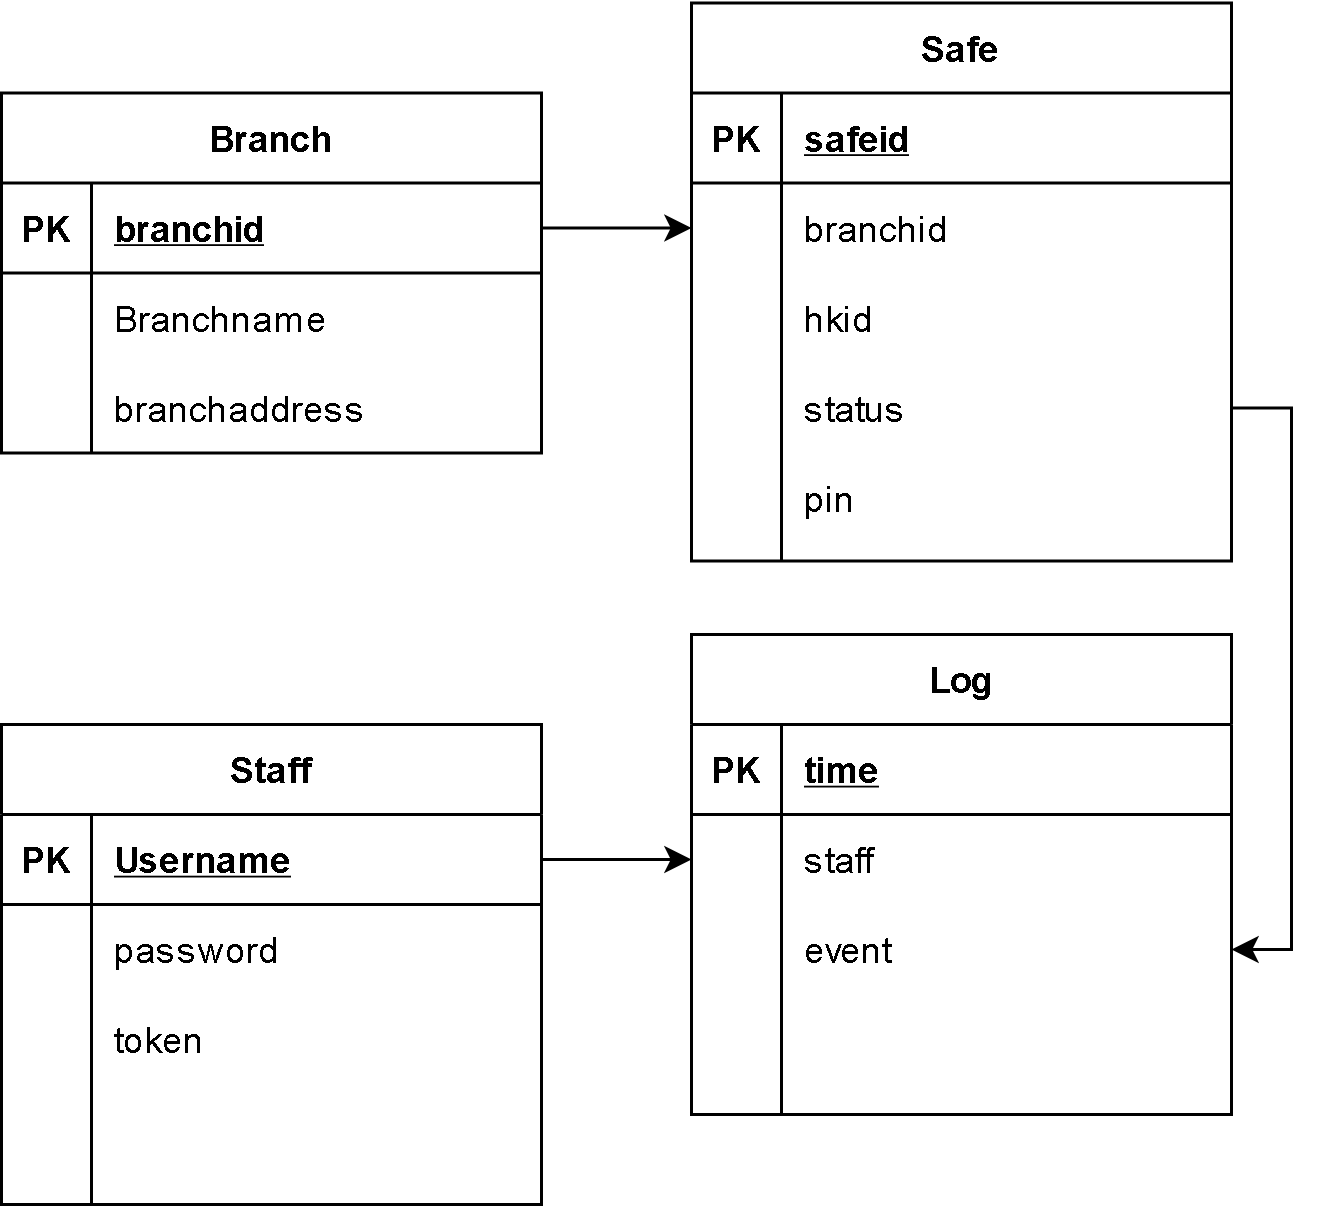 Branch
PK branchid
Branchname
branchaddress
Safe
PK safeid
branchid
hkid
status
pin
Staff
PK Username
password
token
Log
PK time
staff
event